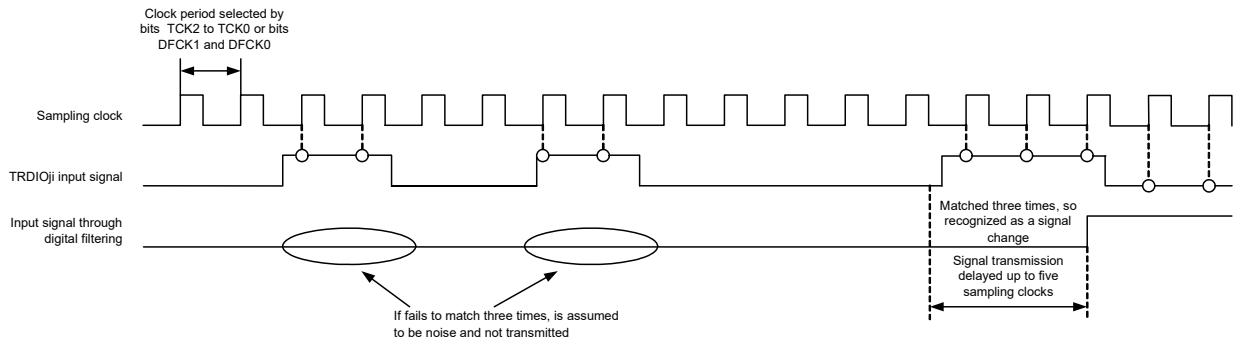 Clock period selected by
bits TCK2 to TCK0 or bits
DFCK1 and DFCK0
Sampling clock
TRDIOji input signal
Input signal through
digital filtering
Matched three times, so
recognized as a signal
change
Signal transmission
delayed up to five
sampling clocks
If fails to match three times, is assumed
to be noise and not transmitted